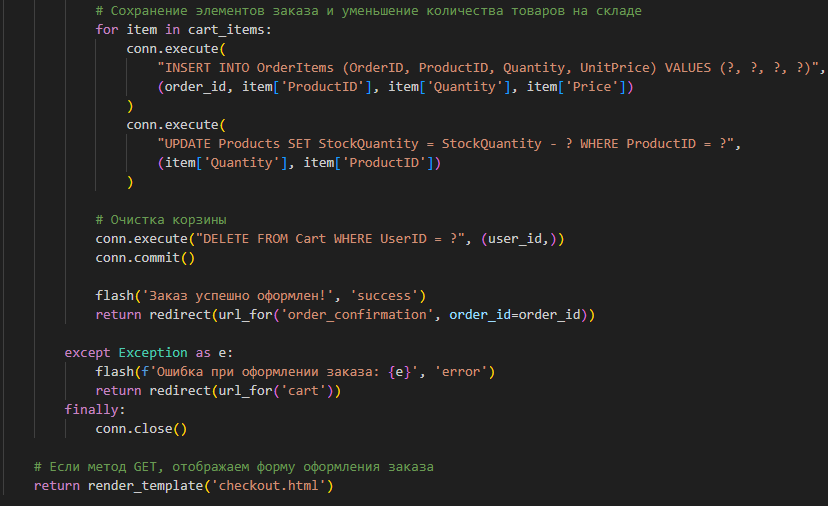 # Сохранение элементов заказа и уменьшение количества товаров на складе
for item in cart_items:
conn.execute(
"INSERT INTO OrderItems (OrderID, ProductID, Quantity, UnitPrice) VALUES (?, ?, ?, ?)",
(order_id, item['ProductID'], item['Quantity'], item['Price'])
)
conn.execute(
"UPDATE Products SET StockQuantity = StockQuantity - ? WHERE ProductID = ?",
(item['Quantity'], item['ProductID'])
)
# Очистка корзины
conn.execute("DELETE FROM Cart WHERE UserID = ?", (user_id,))
conn.commit()
flash('Заказ успешно оформлен!', 'success')
return redirect(url_for('order_confirmation', order_id=order_id))
except Exception as e:
flash(f'Ошибка при оформлении заказа: {e}', 'error')
return redirect(url_for('cart'))
finally:
conn.close()
# Если метод GET, отображаем форму оформления заказа
return render_template('checkout.html')